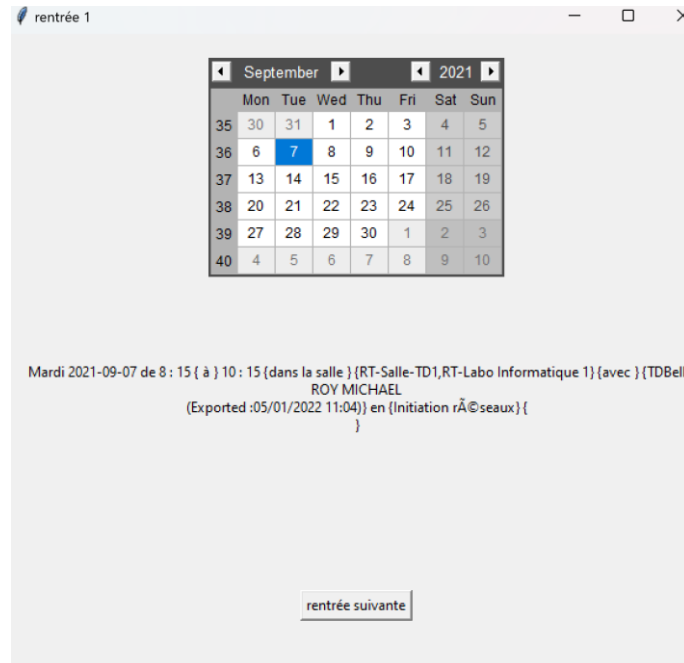 rentrée 1
September 2021
Mon Tue Wed Thu Fri Sat Sun
35 30 31 1 2 3 4 5
36 6 7 8 9 10 11 12
37 13 14 15 16 17 18 19
38 20 21 22 23 24 25 26
39 27 28 29 30 1 2 3
40 4 5 6 7 8 9 10
Mardi 2021-09-07 de 8 : 15 { à } 10 : 15 {dans la salle } {RT-Salle-TD1,RT-Labo Informatique 1} {avec } {TDBell
ROY MICHAEL
(Exported :05/01/2022 11:04)} en {Initiation rÃ©seaux} {
}
rentrée suivante